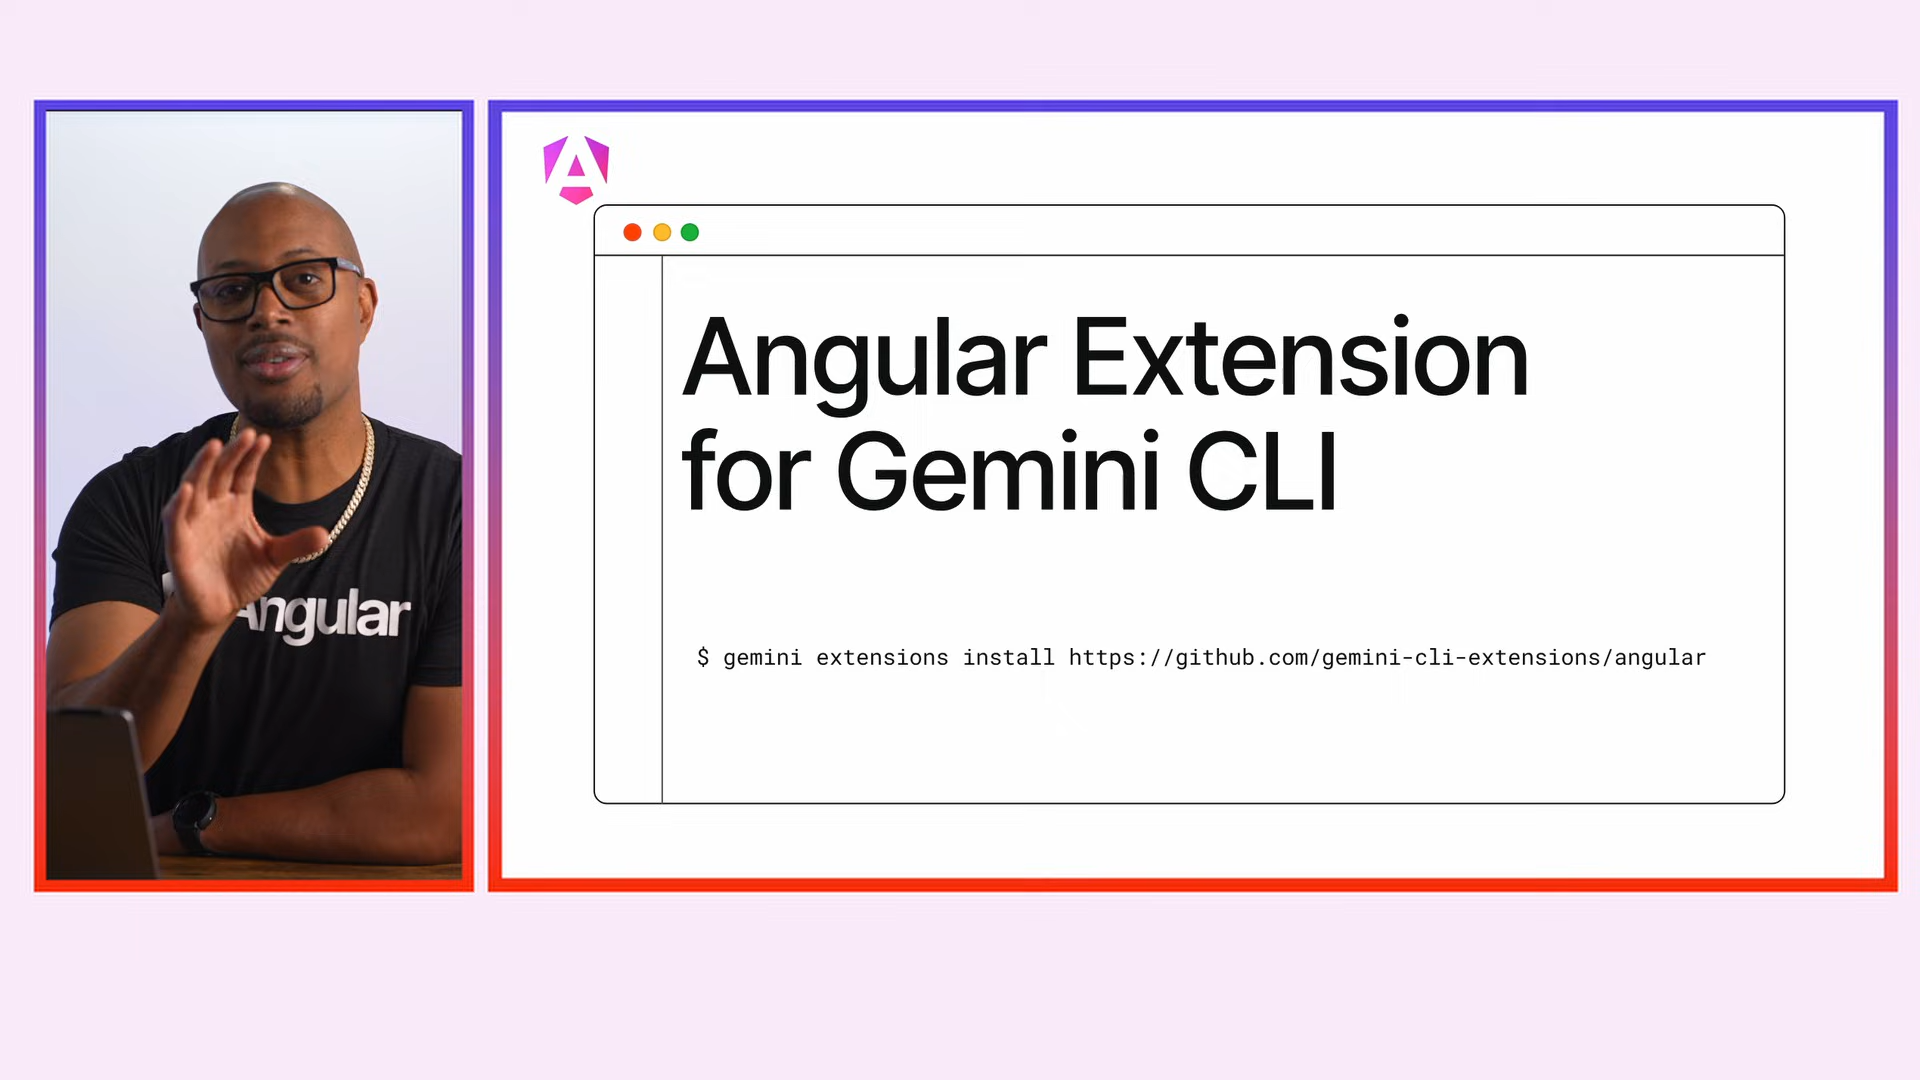 Angular
Angular Extension
for Gemini CLI
$ gemini extensions install https://github.com/gemini-cli-extensions/angular